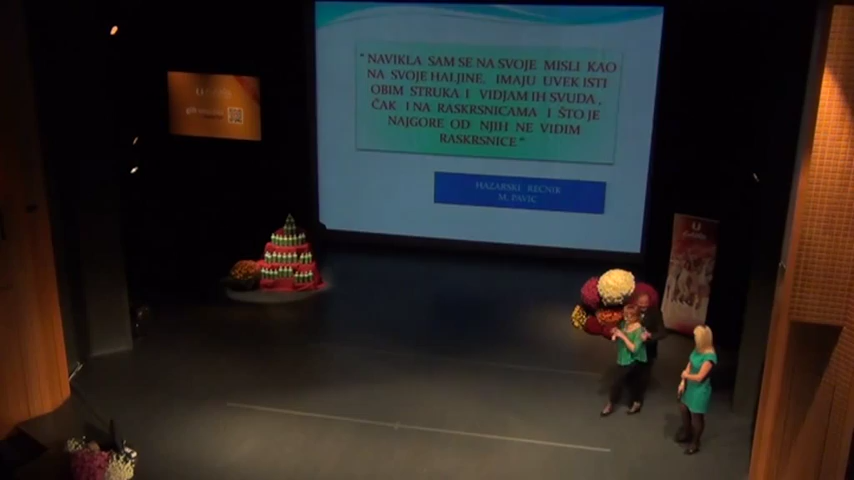 " NAVIKLA SAM SE NA SVOJE MISLI KAO
NA SVOJE HALJINE. IMAJU UVEK ISTI
OBIM STRUKA I VIDJAM IH SVUDA ,
ČAK I NA RASKRSNICAMA I ŠTO JE
NAJGORE OD NJIH NE VIDIM
RASKRSNICE "
HAZARSKI REČNIK
M. PAVIĆ